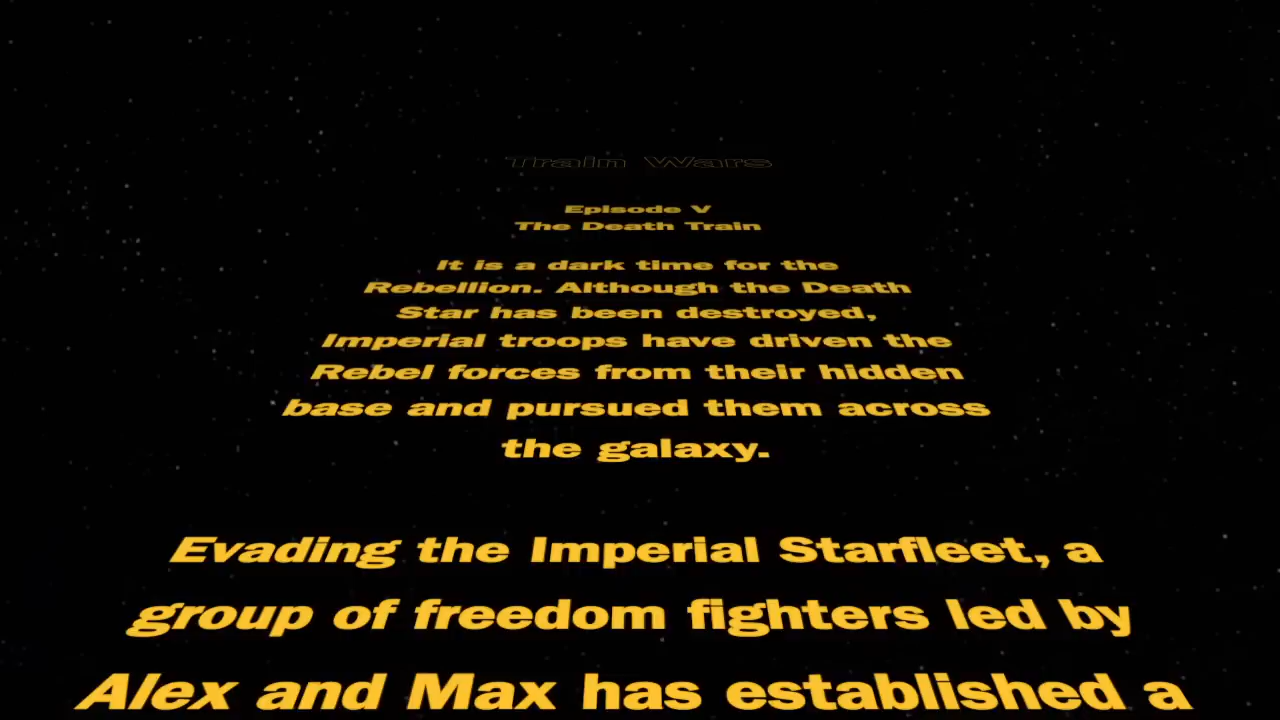 Train Wars
Episode V
The Death Train
It is a dark time for the
Rebellion. Although the Death
Star has been destroyed,
Imperial troops have driven the
Rebel forces from their hidden
base and pursued them across
the galaxy.
Evading the Imperial Starfleet, a
group of freedom fighters led by
Alex and Max has established a